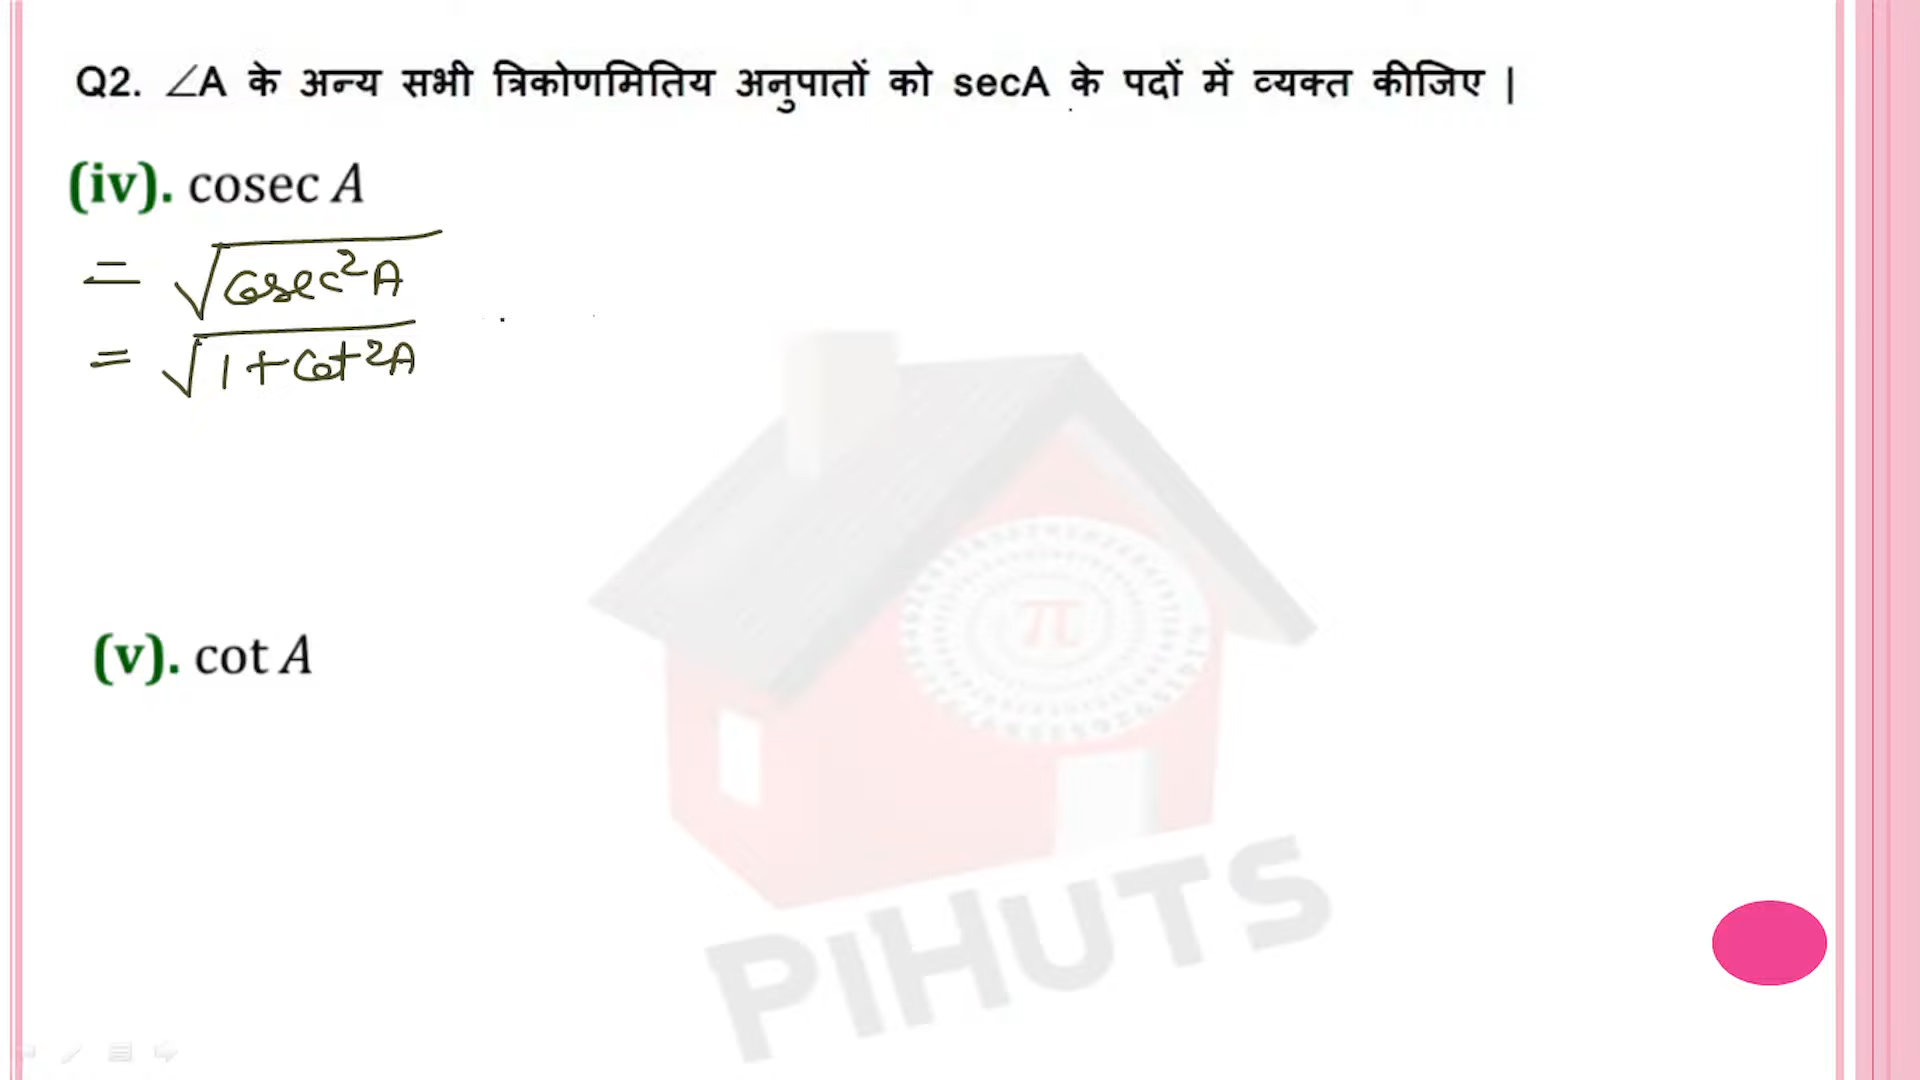 Q2. ∠A के अन्य सभी त्रिकोणमितिय अनुपातों को secA के पदों में व्यक्त कीजिए |
(iv). cosec A
= √cosec²A
= √1+cot²A
(v). cot A
π
PiHUTS